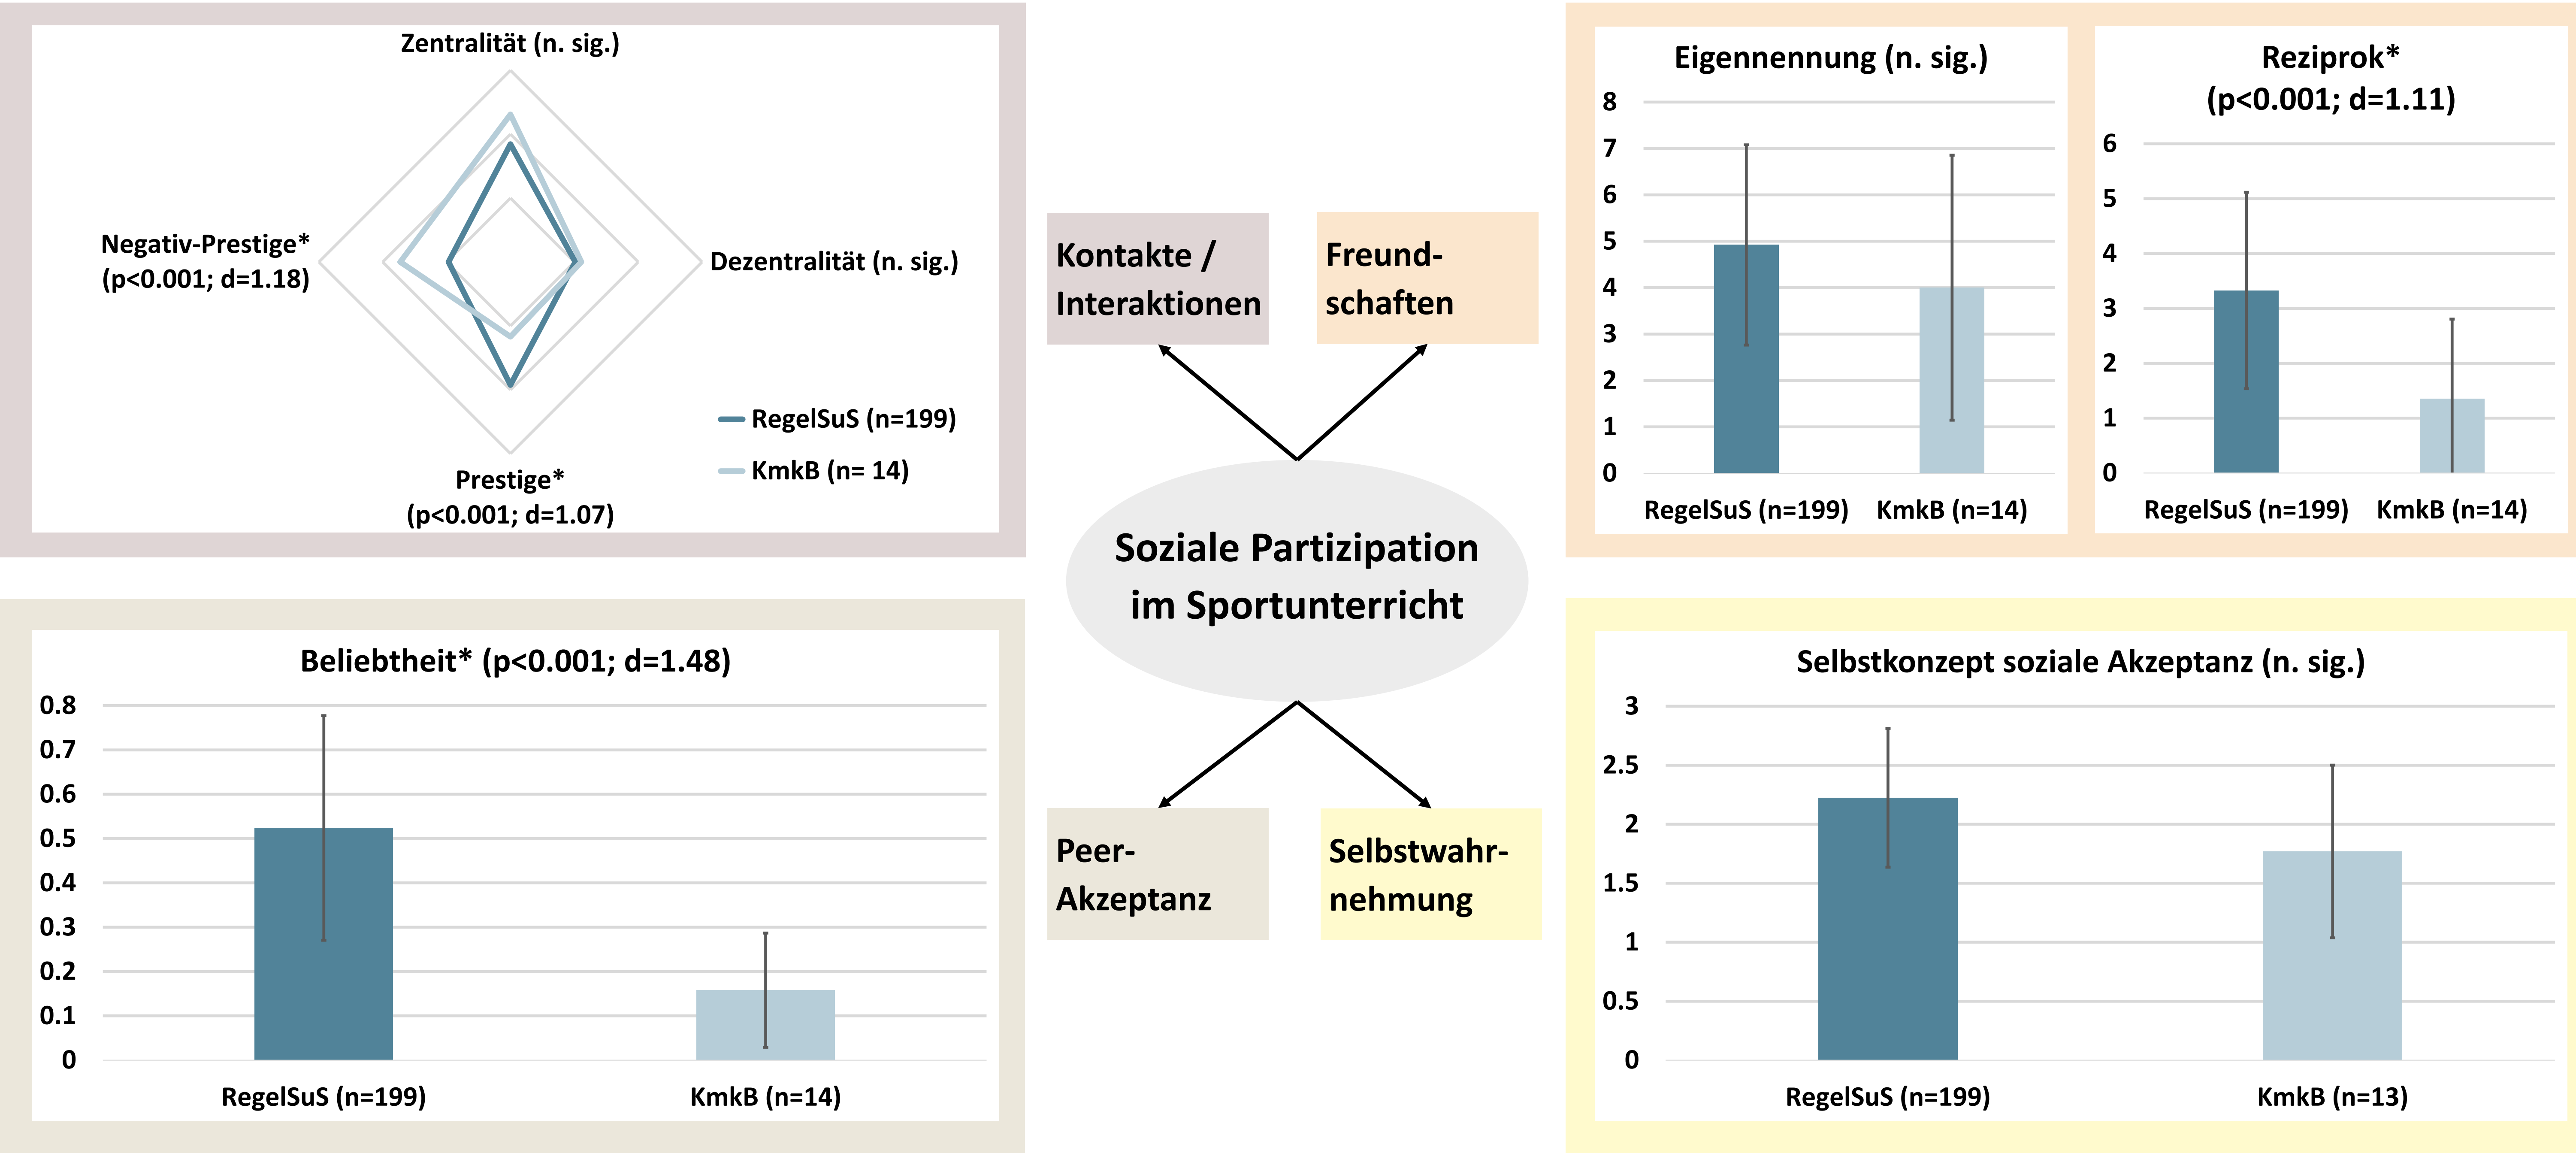 Zentralität (n. sig.)
Negativ-Prestige*
(p<0.001; d=1.18)
Dezentralität (n. sig.)
Prestige*
(p<0.001; d=1.07)
RegelSuS (n=199)
KmkB (n= 14)
Kontakte /
Interaktionen
Freund-
schaften
Eigennennung (n. sig.)
8
7
6
5
4
3
2
1
0
RegelSuS (n=199)
KmkB (n=14)
Reziprok*
(p<0.001; d=1.11)
6
5
4
3
2
1
0
RegelSuS (n=199)
KmkB (n=14)
Soziale Partizipation
im Sportunterricht
Beliebtheit* (p<0.001; d=1.48)
0.8
0.7
0.6
0.5
0.4
0.3
0.2
0.1
0
RegelSuS (n=199)
KmkB (n=14)
Peer-
Akzeptanz
Selbstwahr-
nehmung
Selbstkonzept soziale Akzeptanz (n. sig.)
3
2.5
2
1.5
1
0.5
0
RegelSuS (n=199)
KmkB (n=13)